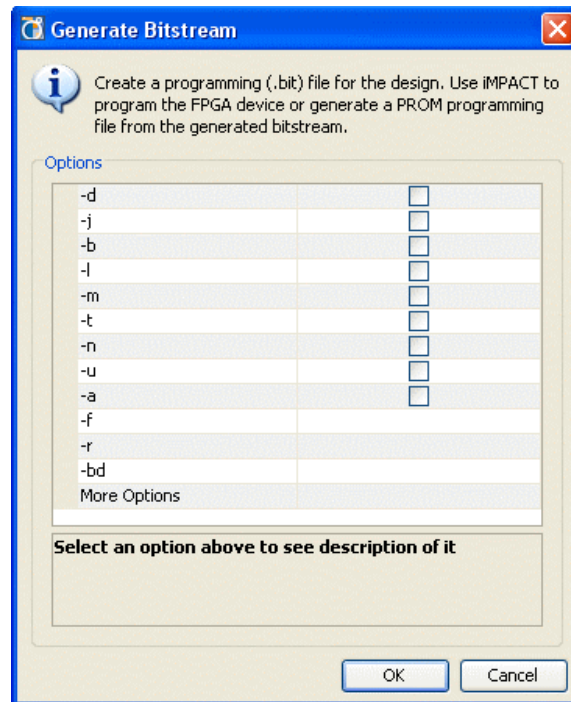 Generate Bitstream
Create a programming (.bit) file for the design. Use iMPACT to
program the FPGA device or generate a PROM programming
file from the generated bitstream.
Options
-d
-j
-b
-l
-m
-t
-n
-u
-a
-f
-r
-bd
More Options
Select an option above to see description of it
OK
Cancel